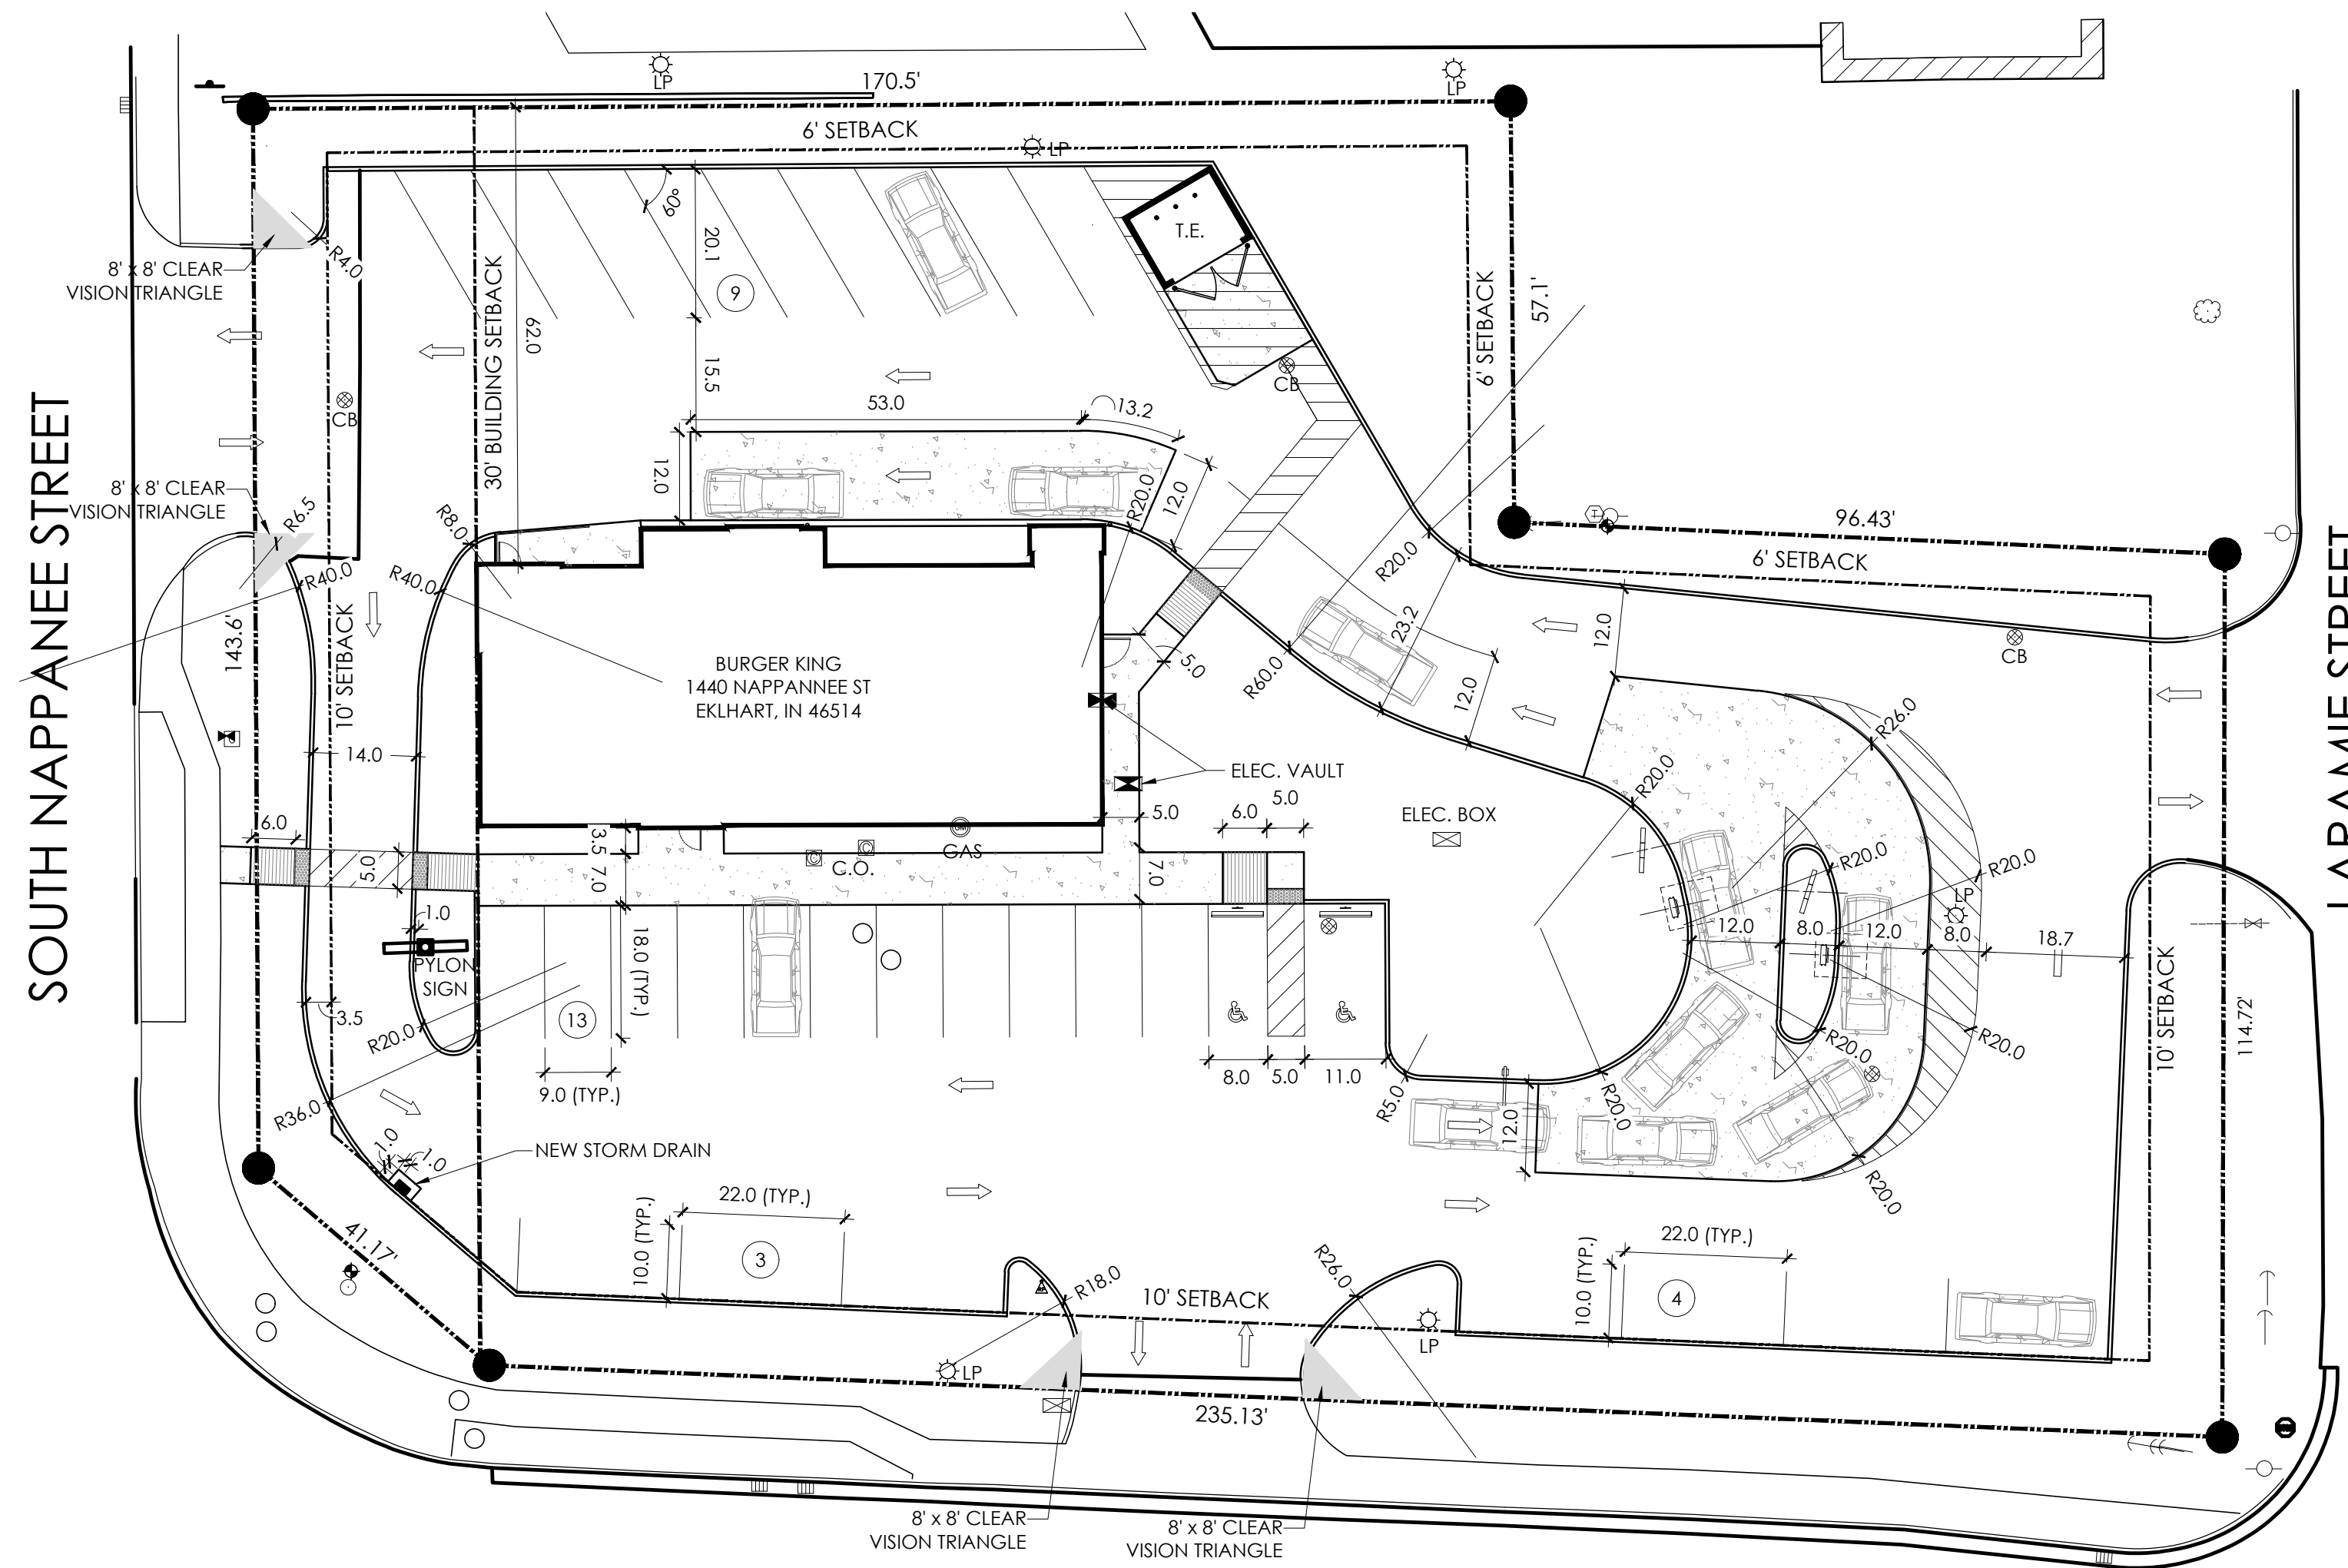 170.5'
LP
LP
6' SETBACK
LP
60°
T.E.
20.1
9
R4.0
8' x 8' CLEAR
VISION TRIANGLE
30' BUILDING SETBACK
62.0
6' SETBACK
57.1'
15.5
CB
CB
53.0
13.2
12.0
R20.0
12.0
8' x 8' CLEAR
VISION TRIANGLE
R6.5
R8.0
SOUTH NAPPANEE STREET
96.43'
6' SETBACK
R20.0
R40.0
R40.0
10' SETBACK
143.6'
23.2
12.0
CB
5.0
R60.0
12.0
BURGER KING
1440 NAPPANNEE ST
EKLHART, IN 46514
14.0
R26.0
R20.0
ELEC. VAULT
ELEC. BOX
6.0
5.0
5.0
6.0
5.0
3.5
7.0
C
C
C.O.
GM
GAS
7.0
R20.0
R20.0
LP
1.0
PYLON
SIGN
18.0 (TYP.)
12.0
8.0
12.0
8.0
18.7
10' SETBACK
114.72'
3.5
R20.0
13
R20.0
R20.0
R36.0
9.0 (TYP.)
8.0
5.0
11.0
R5.0
12.0
R20.0
R20.0
1.0
1.0
NEW STORM DRAIN
41.17'
10.0 (TYP.)
22.0 (TYP.)
3
R18.0
R26.0
10' SETBACK
LP
LP
10.0 (TYP.)
22.0 (TYP.)
4
235.13'
8' x 8' CLEAR
VISION TRIANGLE
8' x 8' CLEAR
VISION TRIANGLE